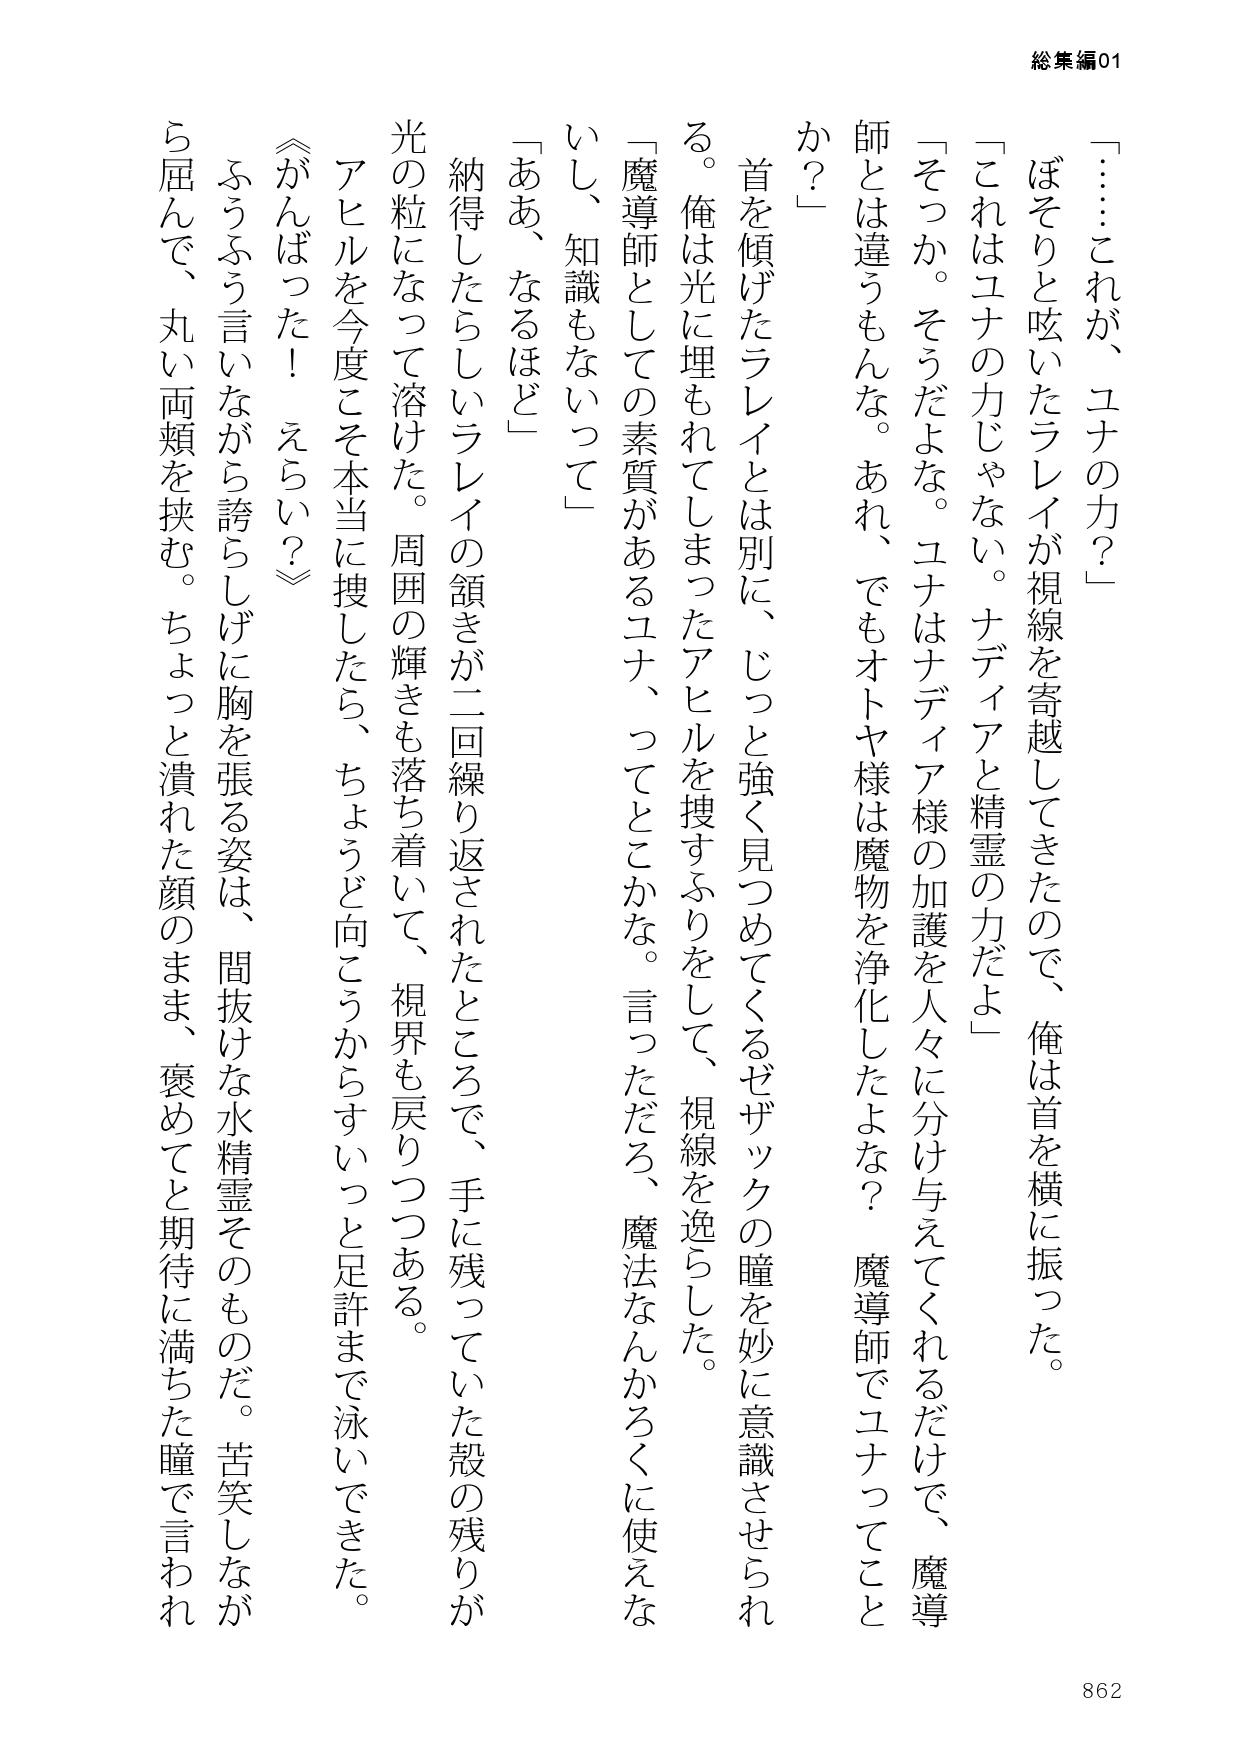 総集編01
「……これが、ユナの力？」
　ぼそりと呟いたラレイが視線を寄越してきたので、俺は首を横に振った。
「これはユナの力じゃない。ナディアと精霊の力だよ」
「そっか。そうだよな。ユナはナディア様の加護を人々に分け与えてくれるだけで、魔導
師とは違うもんな。あれ、でもオトヤ様は魔物を浄化したよな？　魔導師でユナってこと
か？」
　首を傾げたラレイとは別に、じっと強く見つめてくるゼザックの瞳を妙に意識させられ
る。俺は光に埋もれてしまったアヒルを捜すふりをして、視線を逸らした。
「魔導師としての素質があるユナ、ってとこかな。言っただろ、魔法なんかろくに使えな
いし、知識もないって」
「ああ、なるほど」
　納得したらしいラレイの頷きが二回繰り返されたところで、手に残っていた殻の残りが
光の粒になって溶けた。周囲の輝きも落ち着いて、視界も戻りつつある。
　アヒルを今度こそ本当に捜したら、ちょうど向こうからすいっと足許まで泳いできた。
《がんばった！　えらい？》
　ふうふう言いながら誇らしげに胸を張る姿は、間抜けな水精霊そのものだ。苦笑しなが
ら屈んで、丸い両頬を挟む。ちょっと潰れた顔のまま、褒めてと期待に満ちた瞳で言われ
862